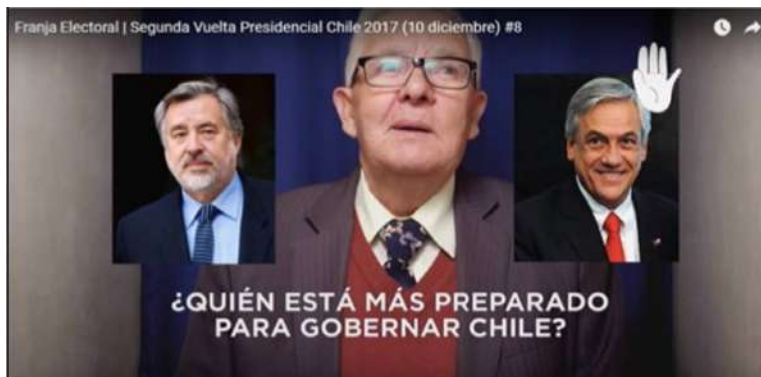 Franja Electoral | Segunda Vuelta Presidencial Chile 2017 (10 diciembre) #8
¿QUIÉN ESTÁ MÁS PREPARADO
PARA GOBERNAR CHILE?